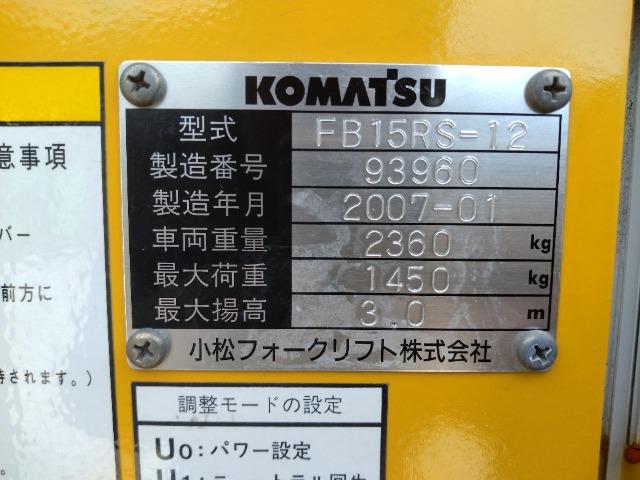 KOMATSU
型式 FB15RS-12
製造番号 93960
製造年月 2007-01
車両重量 2360 kg
最大荷重 1450 kg
最大揚高 3.0 m
小松フォークリフト株式会社
意事項
バー
前方に
されます。)
調整モードの設定
U0:パワー設定